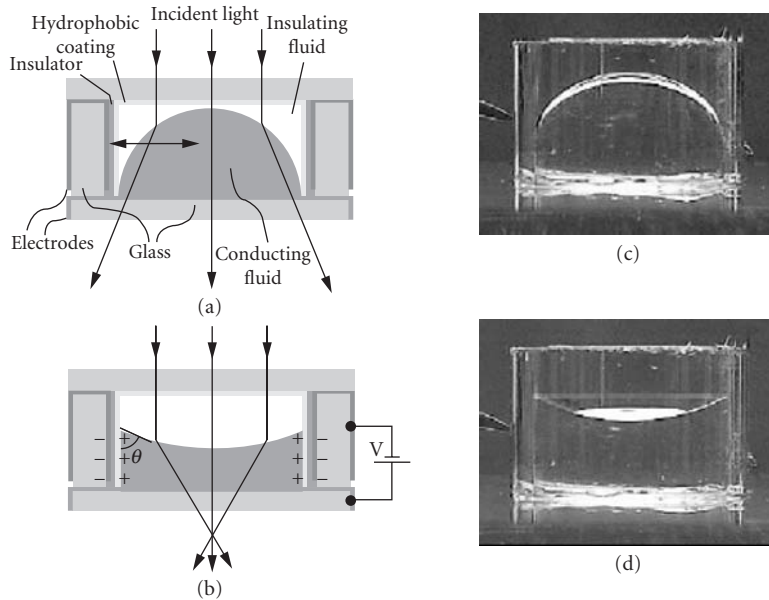 Incident light
Hydrophobic
coating
Insulating
fluid
Insulator
Electrodes
Glass
Conducting
fluid
(a)
(c)
− + + −
θ
− + + −
− + + −
V
(b)
(d)